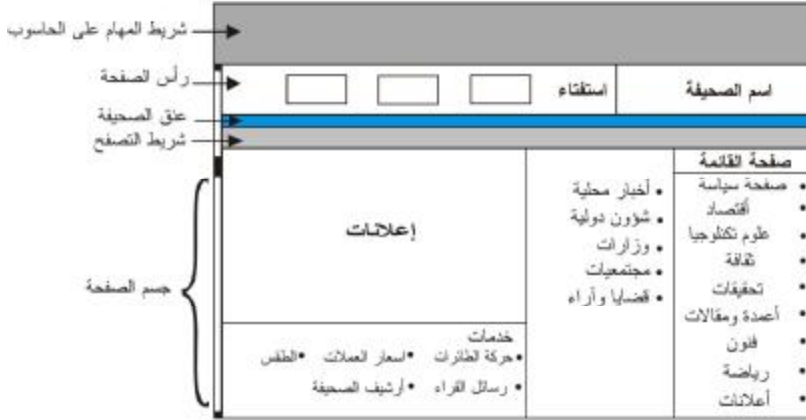 شريط المهام على الحاسوب
رأس الصفحة
اسم الصحيفة
استفتاء
عنق الصحيفة
شريط التصفح
صفحة القائمة
• صفحة سياسة
• أقتصاد
• علوم تكنلوجيا
• ثقافة
• تحقيقات
• أعمدة ومقالات
• فنون
• رياضة
• أعلانات
• أخبار محلية
• شؤون دولية
• وزارات
• مجتمعيات
• قضايا وآراء
إعلانات
خدمات
•حركة الطائرات •اسعار العملات •الطقس
• رسائل القراء •أرشيف الصحيفة
جسم الصفحة